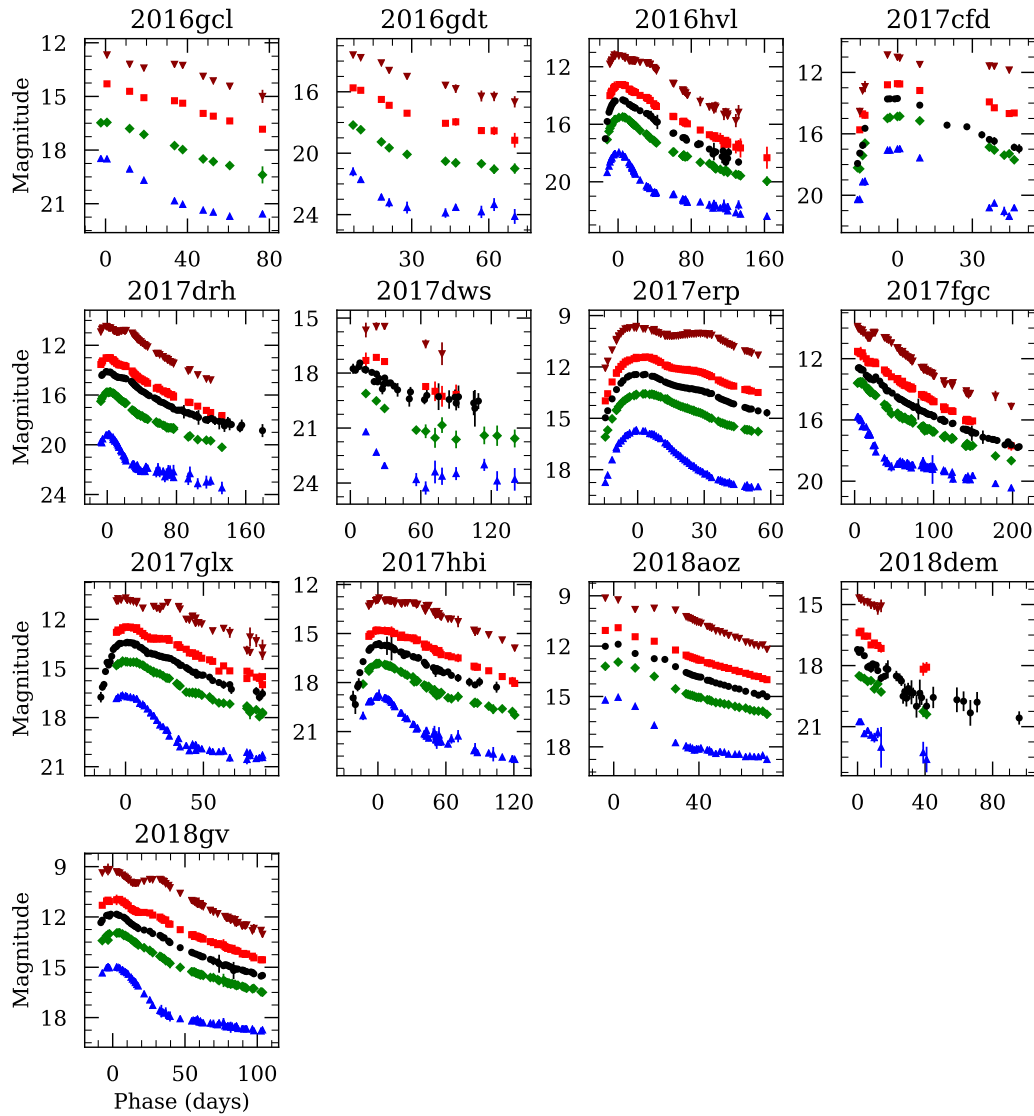 2016gcl 2016gdt 2016hvl 2017cfd
12 15 18 21 Magnitude 0 40 80
16 20 24 0 30 60
12 16 20 0 80 160
12 16 20 0 30
2017drh 2017dws 2017erp 2017fgc
12 16 20 24 Magnitude 0 80 160
15 18 21 24 0 60 120
9 12 15 18 0 30 60
12 16 20 0 100 200
2017glx 2017hbi 2018aoz 2018dem
12 15 18 21 Magnitude 0 50
12 15 18 21 0 60 120
9 12 15 18 0 40
15 18 21 0 40 80
2018gv
9 12 15 18 Magnitude 0 50 100
Phase (days)